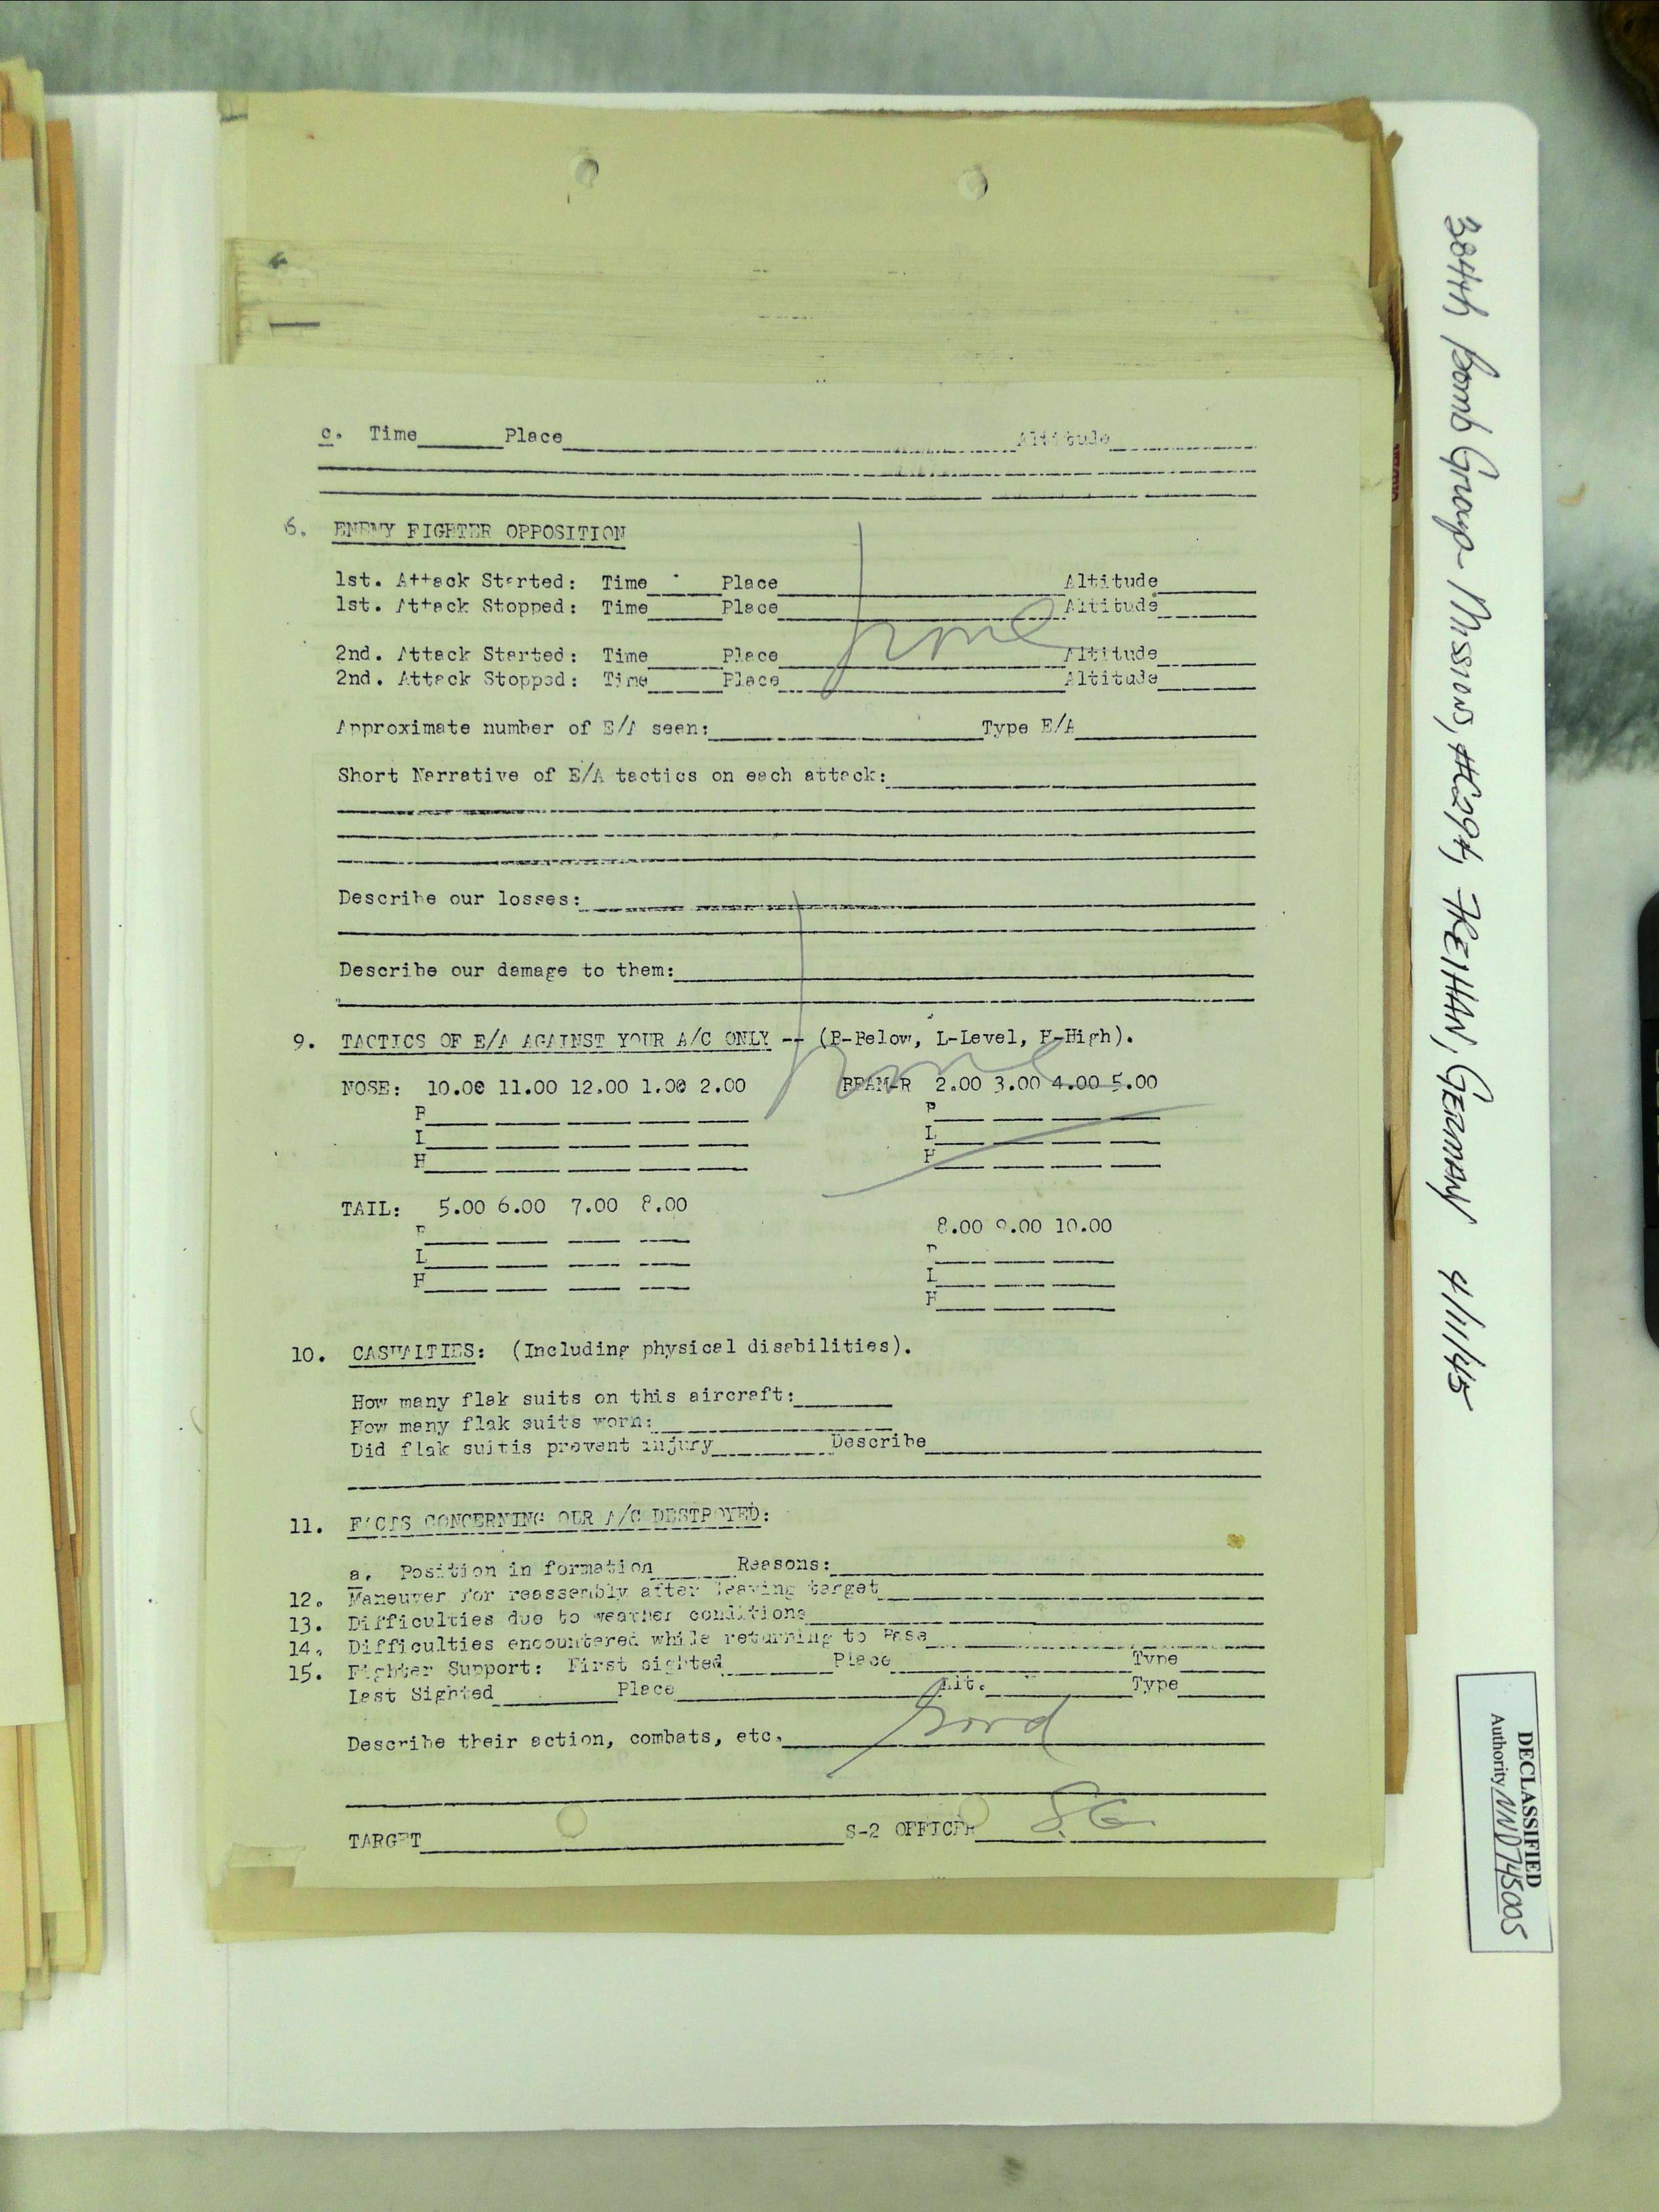 c. Time Place Altitude
6. ENEMY FIGHTER OPPOSITION
1st. Attack Started: Time Place Altitude
1st. Attack Stopped: Time Place Altitude
none
2nd. Attack Started: Time Place Altitude
2nd. Attack Stopped: Time Place Altitude
Approximate number of E/A seen: Type E/A
Short Narrative of E/A tactics on each attack:
Describe our losses:
Describe our damage to them:
9. TACTICS OF E/A AGAINST YOUR A/C ONLY -- (B-Below, L-Level, H-High).
none
NOSE: 10.00 11.00 12.00 1.00 2.00 BEAM-R 2.00 3.00 4.00 5.00
B B
L L
H H
TAIL: 5.00 6.00 7.00 8.00
8.00 9.00 10.00
B B
L L
H H
10. CASUALTIES: (Including physical disabilities).
How many flak suits on this aircraft:
How many flak suits worn:
Did flak suitis prevent injury Describe
11. FACTS CONCERNING OUR A/C DESTROYED:
a. Position in formation Reasons:
12. Maneuver for reassembly after leaving target
13. Difficulties due to weather conditions
14. Difficulties encountered while returning to Base
15. Fighter Support: First sighted Place Type
Last Sighted Place Alt. Type
Good
Describe their action, combats, etc.
TARGET S-2 OFFICER S.G.
384th Bomb Group - Missions, #294, FREIHAN, GERMANY 4/11/45
DECLASSIFIED
Authority NND745005